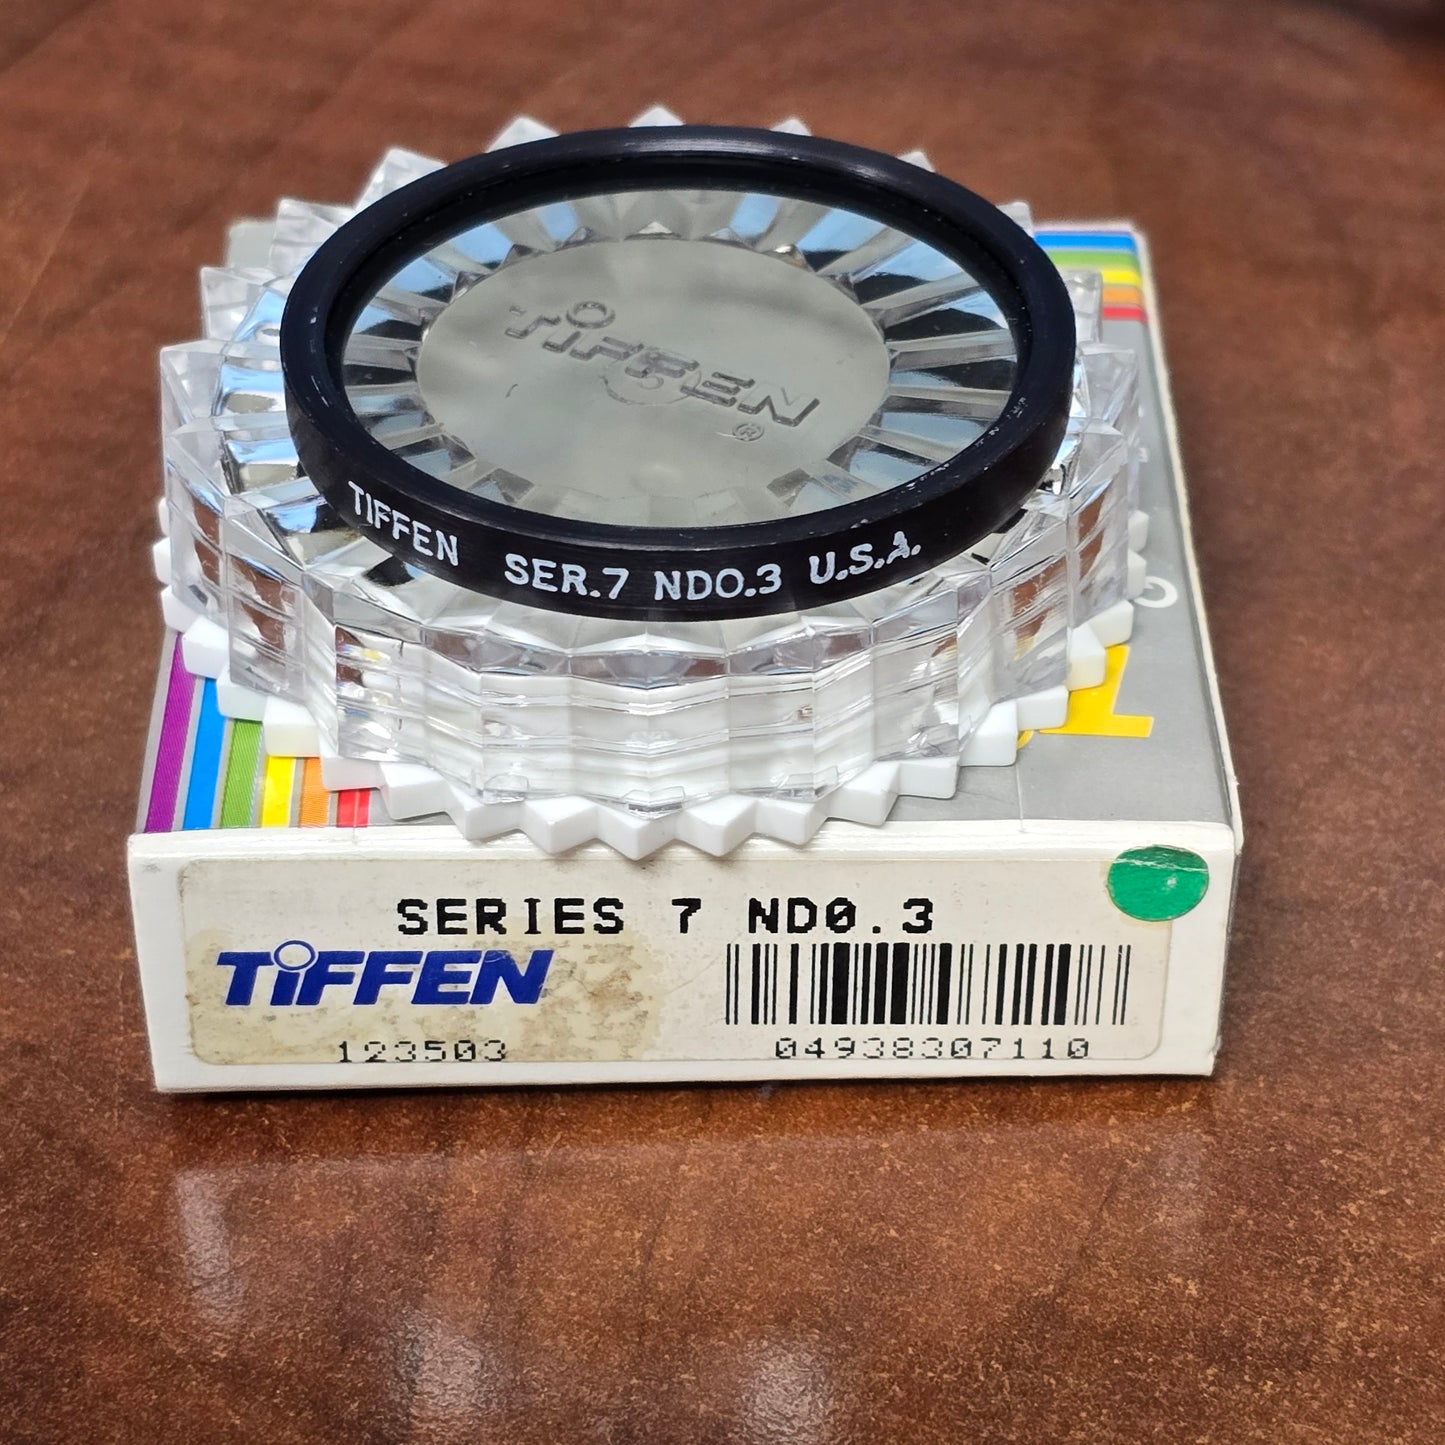 TIFFEN
®
TIFFEN SER.7 ND0.3 U.S.A.
SERIES 7 ND0.3
TIFFEN
123503
04938307110